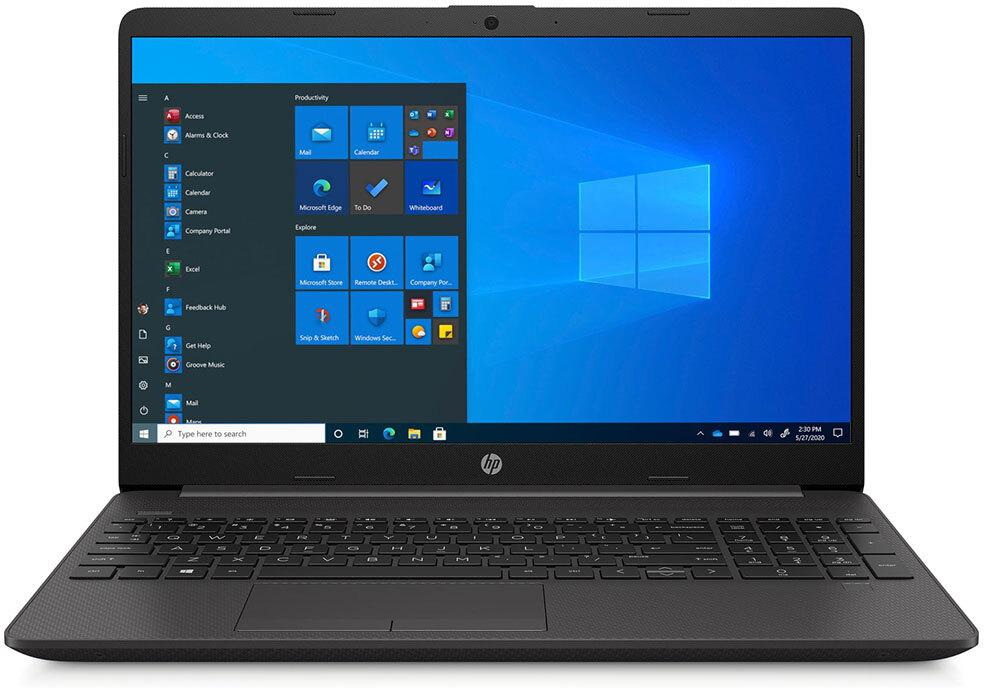 A
Access
Alarms & Clock
C
Calculator
Calendar
Camera
Company Portal
E
Excel
F
Feedback Hub
G
Get Help
Groove Music
M
Mail
Maps
Productivity
Mail
Calendar
Microsoft Edge
To Do
Whiteboard
Explore
Microsoft Store
Remote Deskt...
Company Por...
Snip & Sketch
Windows Sec...
Type here to search
2:30 PM
5/27/2020
hp
Q W E R T Y U I O P
A S D F G H J K L
Z X C V B N M